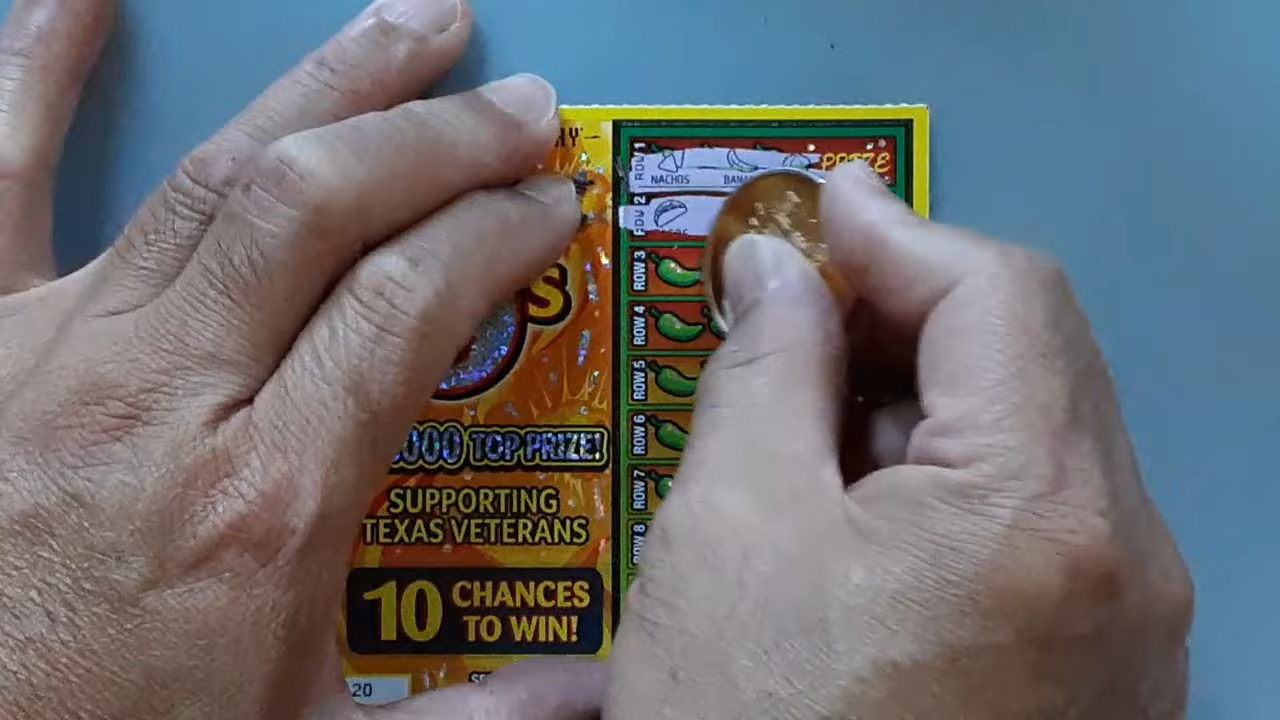 PRIZE
ROW 1
NACHOS
ROW 2
ROW 3
ROW 4
ROW 5
ROW 6
ROW 7
ROW 8
S
000 TOP PRIZE!
SUPPORTING
TEXAS VETERANS
10 CHANCES
TO WIN!
20